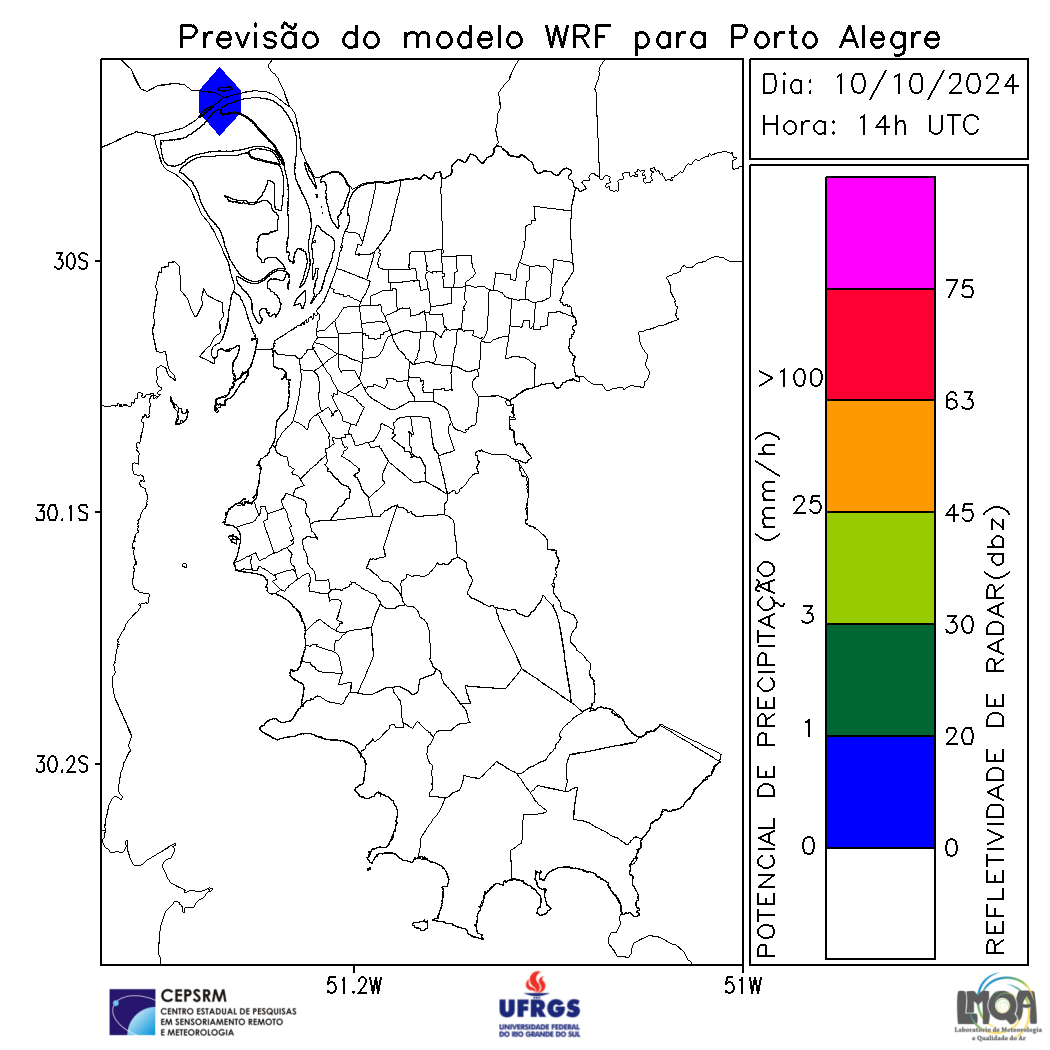 Previsão do modelo WRF para Porto Alegre
Dia: 10/10/2024
Hora: 14h UTC
30S
30.1S
30.2S
51.2W
51W
POTENCIAL DE PRECIPITAÇÃO (mm/h)
>100
25
3
1
0
75
63
45
30
20
0
REFLETIVIDADE DE RADAR(dbz)
CEPSRM
CENTRO ESTADUAL DE PESQUISAS
EM SENSORIAMENTO REMOTO
E METEOROLOGIA
UFRGS
UNIVERSIDADE FEDERAL
DO RIO GRANDE DO SUL
LMQA
Laboratório de Meteorologia
e Qualidade do Ar